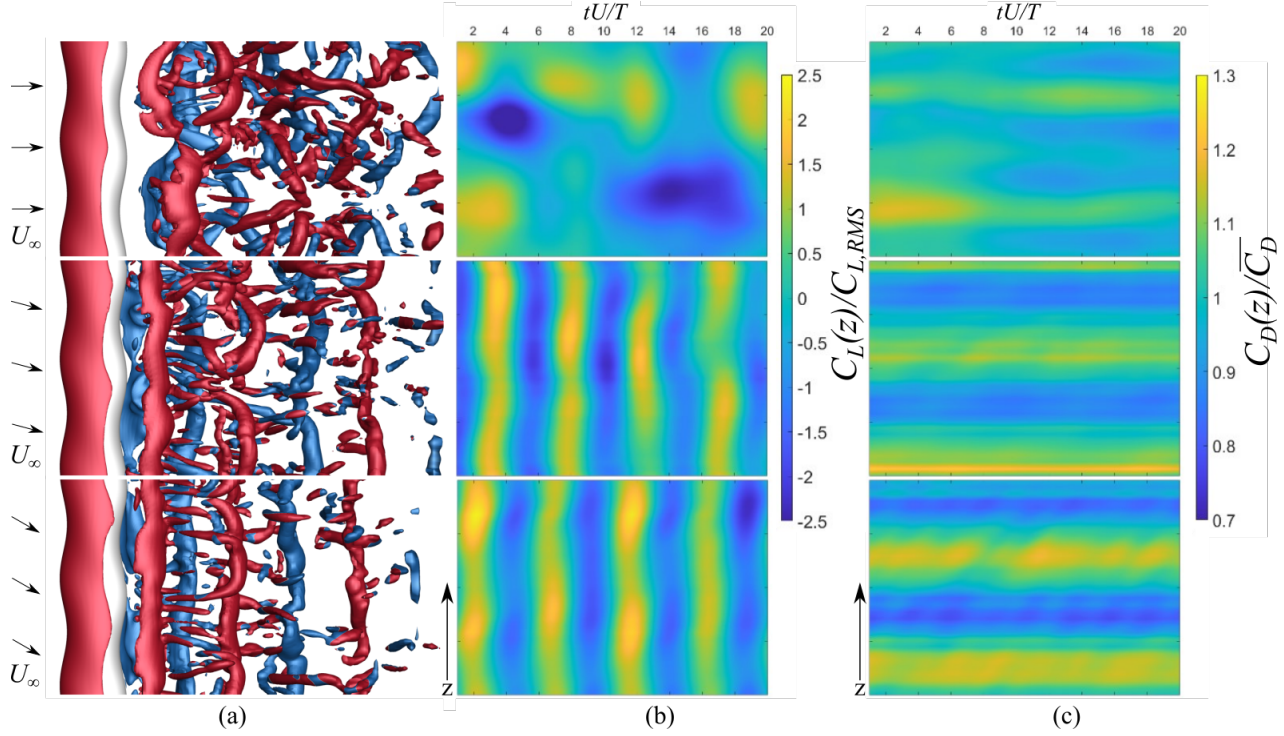 tU/T
tU/T
2 4 6 8 10 12 14 16 18 20
2 4 6 8 10 12 14 16 18 20
U∞
U∞
U∞
2.5
2
1.5
1
0.5
0
-0.5
-1
-1.5
-2
-2.5
C_L(z)/C_{L,RMS}
1.3
1.2
1.1
1
0.9
0.8
0.7
C_D(z)/\overline{C_D}
z
z
(a)
(b)
(c)